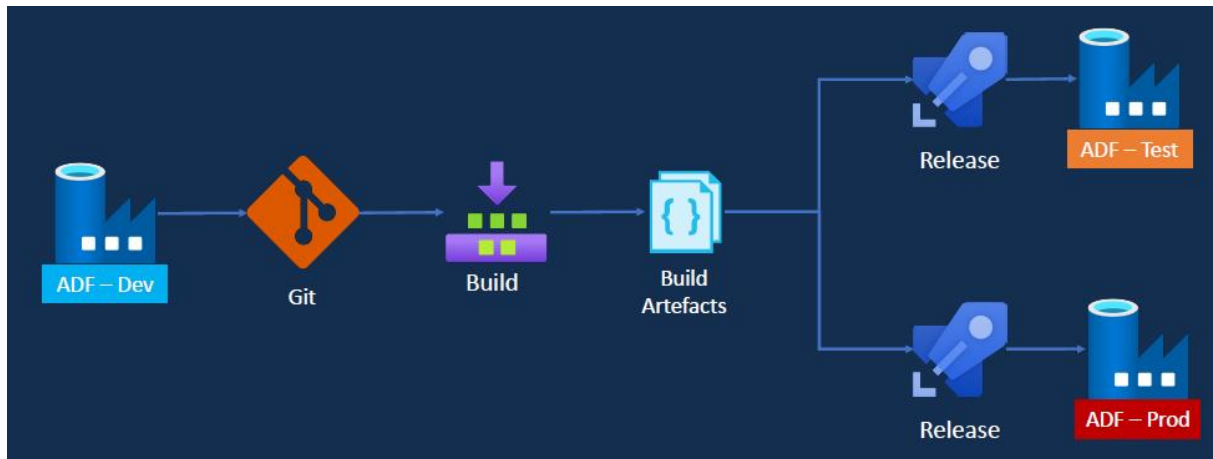 ADF – Dev
Git
Build
Build
Artefacts
Release
ADF – Test
Release
ADF – Prod